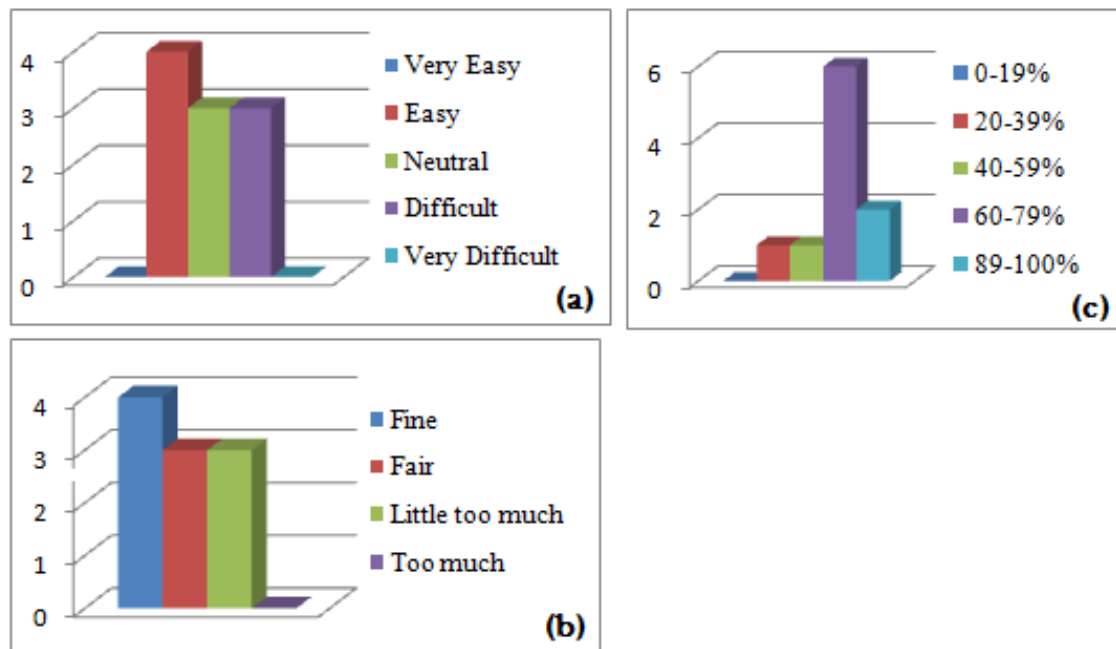 4
3
2
1
0
Very Easy
Easy
Neutral
Difficult
Very Difficult
(a)
6
4
2
0
0-19%
20-39%
40-59%
60-79%
89-100%
(c)
4
3
2
1
0
Fine
Fair
Little too much
Too much
(b)